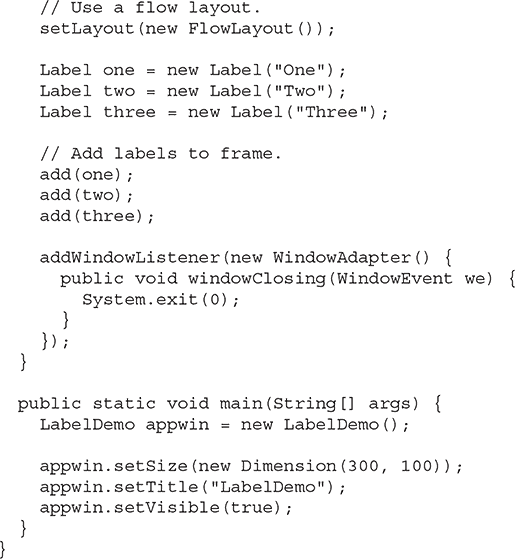 // Use a flow layout.
    setLayout(new FlowLayout());

    Label one = new Label("One");
    Label two = new Label("Two");
    Label three = new Label("Three");

    // Add labels to frame.
    add(one);
    add(two);
    add(three);

    addWindowListener(new WindowAdapter() {
      public void windowClosing(WindowEvent we) {
        System.exit(0);
      }
    });
  }

  public static void main(String[] args) {
    LabelDemo appwin = new LabelDemo();

    appwin.setSize(new Dimension(300, 100));
    appwin.setTitle("LabelDemo");
    appwin.setVisible(true);
  }
}